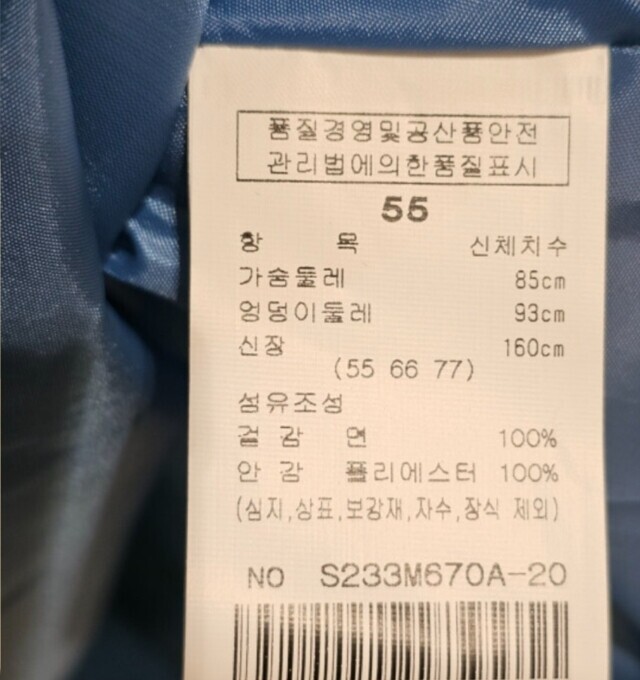 품질경영및공산품안전
관리법에의한품질표시
55
항 목 신체치수
가슴둘레 85cm
엉덩이둘레 93cm
신장 160cm
(55 66 77)
섬유조성
겉감 면 100%
안감 폴리에스터 100%
(심지,상표,보강재,자수,장식 제외)
NO S233M670A-20